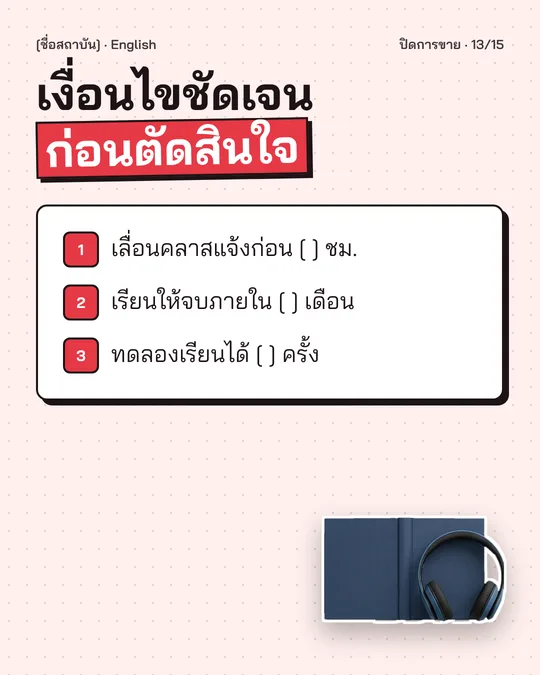 [ชื่อสถาบัน] · English
ปิดการขาย · 13/15
เงื่อนไขชัดเจน
ก่อนตัดสินใจ
1 เลื่อนคลาสแจ้งก่อน [ ] ชม.
2 เรียนให้จบภายใน [ ] เดือน
3 ทดลองเรียนได้ [ ] ครั้ง